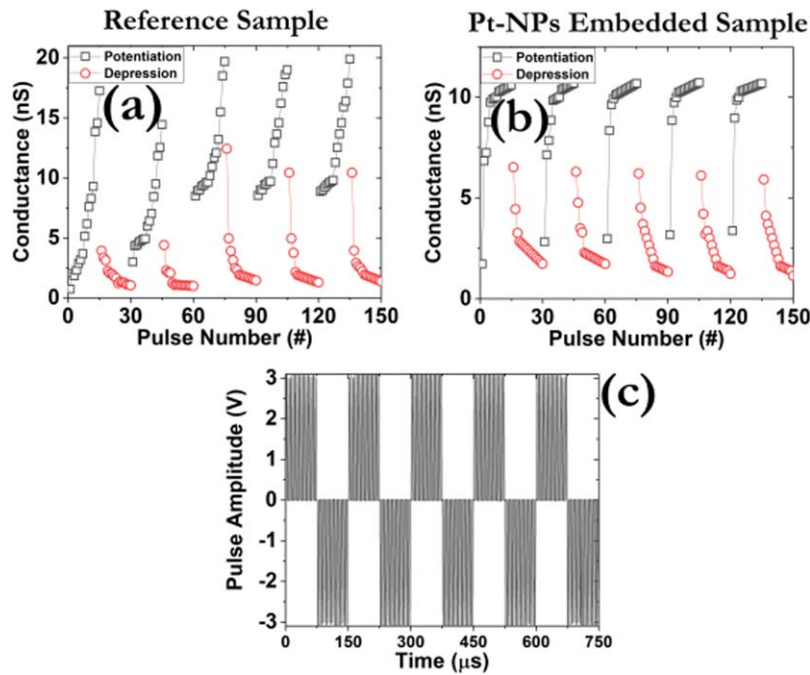 Reference Sample
Pt-NPs Embedded Sample
20
15
10
5
0
Conductance (nS)
Potentiation
Depression
(a)
0 30 60 90 120 150
Pulse Number (#)
10
5
0
Conductance (nS)
Potentiation
Depression
(b)
0 30 60 90 120 150
Pulse Number (#)
3
2
1
0
-1
-2
-3
Pulse Amplitude (V)
(c)
0 150 300 450 600 750
Time (μs)